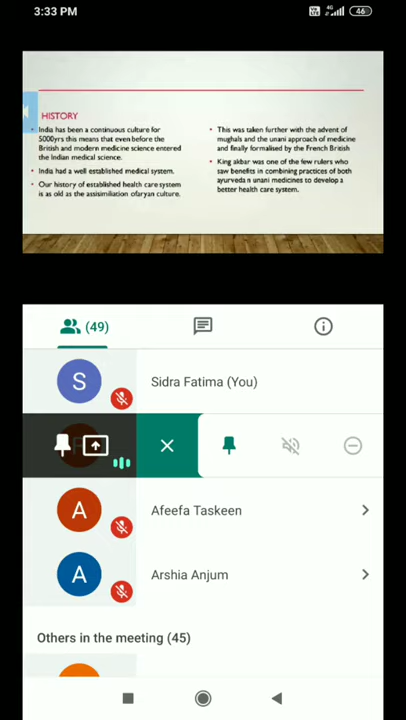 3:33 PM
Vo LTE 4G 46
HISTORY
India has been a continuous culture for
5000yrs this means that even before the
British and modern medicine science entered
the Indian medical science.
India had a well established medical system.
Our history of established health care system
is as old as the assisimiliation ofaryan culture.
This was taken further with the advent of
mughals and the unani approach of medicine
and finally formalised by the French British
King akbar was one of the few rulers who
saw benefits in combining practices of both
ayurveda n unani medicines to develop a
better health care system.
(49)
S
Sidra Fatima (You)
A
Afeefa Taskeen
A
Arshia Anjum
Others in the meeting (45)